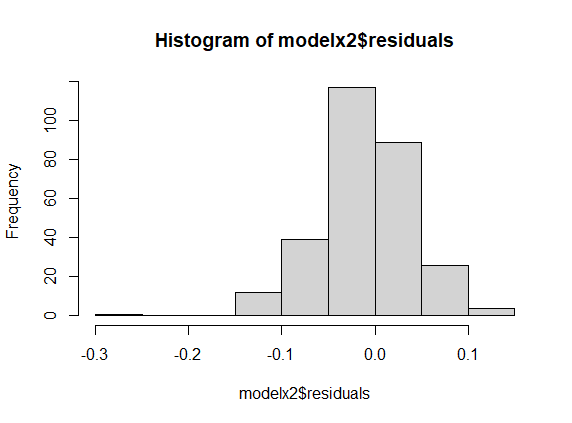 Histogram of modelx2$residuals
Frequency
0 20 40 60 80 100
-0.3 -0.2 -0.1 0.0 0.1
modelx2$residuals